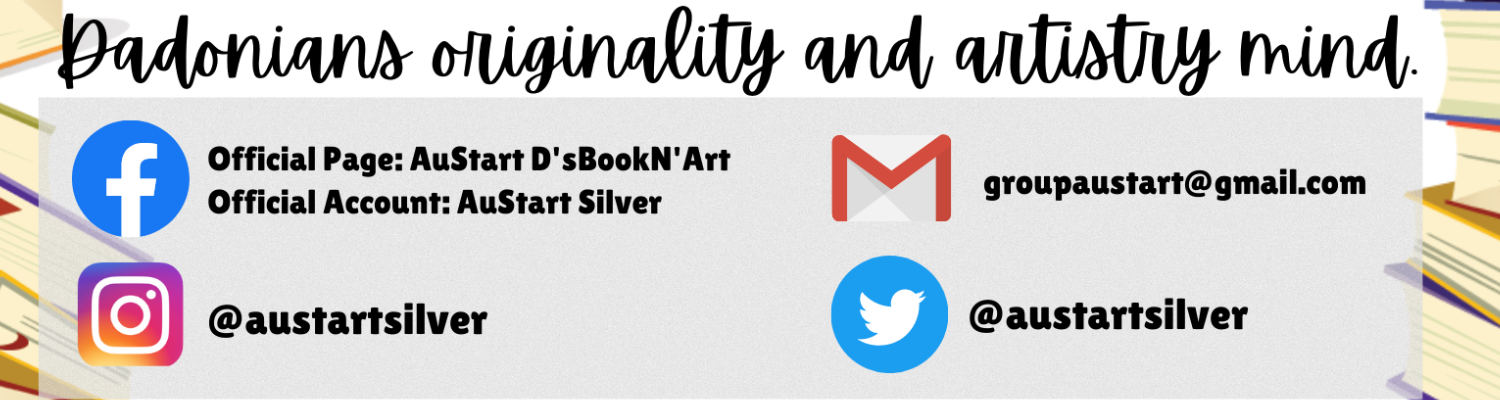 Dadonians originality and artistry mind.
Official Page: AuStart D'sBookN'Art
Official Account: AuStart Silver
groupaustart@gmail.com
@austartsilver
@austartsilver